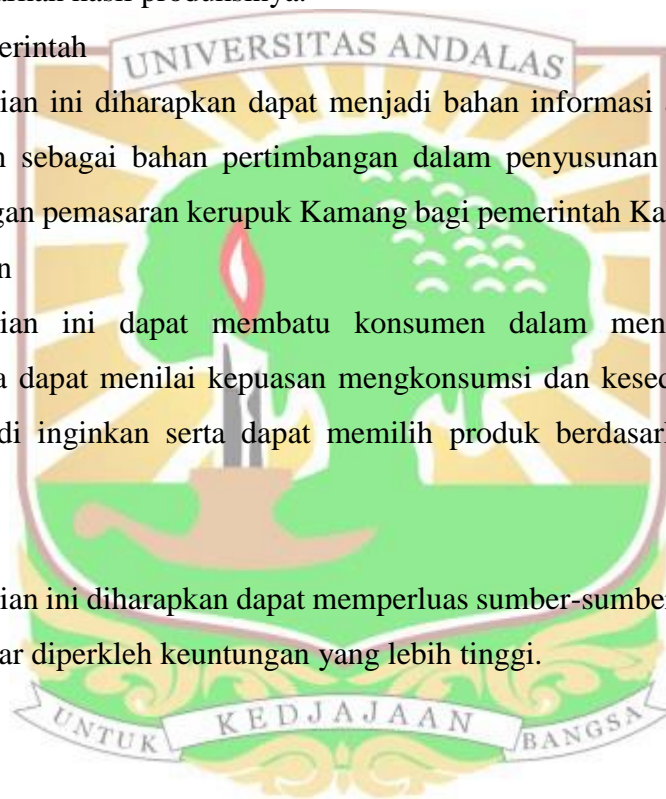 hasil produksinya.
erintah
UNIVERSITAS ANDALAS
ian ini diharapkan dapat menjadi bahan informasi
n sebagai bahan pertimbangan dalam penyusunan
gan pemasaran kerupuk Kamang bagi pemerintah Ka
n
ian ini dapat membatu konsumen dalam men
a dapat menilai kepuasan mengkonsumsi dan kesed
di inginkan serta dapat memilih produk berdasar
ian ini diharapkan dapat memperluas sumber-sumber
ar diperkleh keuntungan yang lebih tinggi.
UNTUK KEDJAJAAN BANGSA